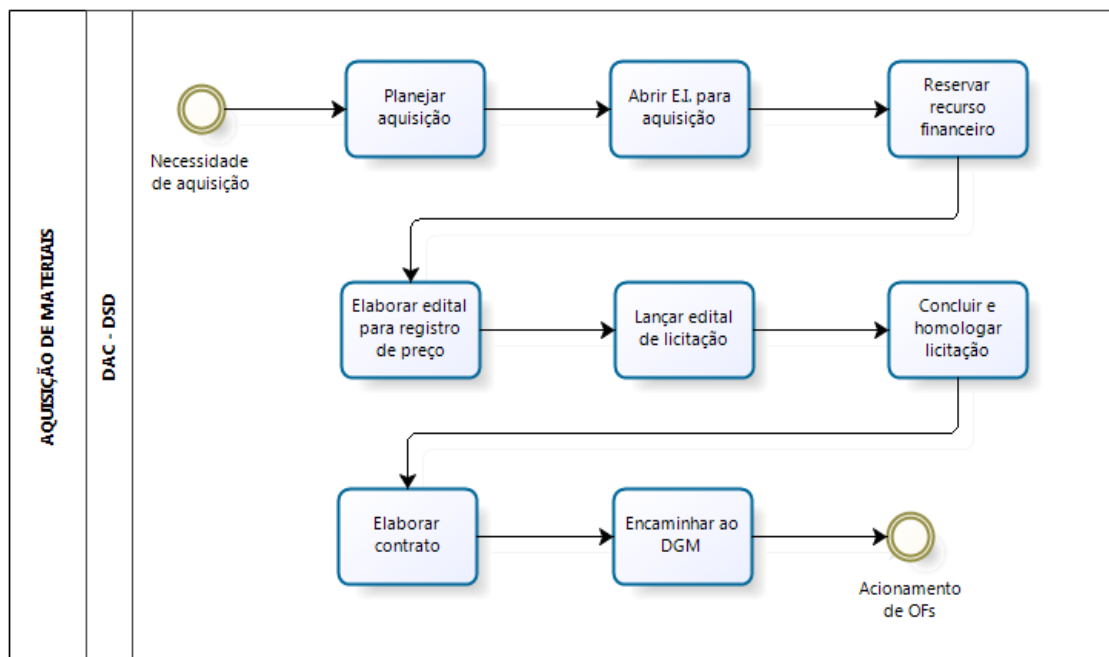 AQUISIÇÃO DE MATERIAIS
DAC - DSD
Necessidade
de aquisição
Planejar
aquisição
Abrir E.I. para
aquisição
Reservar
recurso
financeiro
Elaborar edital
para registro
de preço
Lançar edital
de licitação
Concluir e
homologar
licitação
Elaborar
contrato
Encaminhar ao
DGM
Acionamento
de OFs